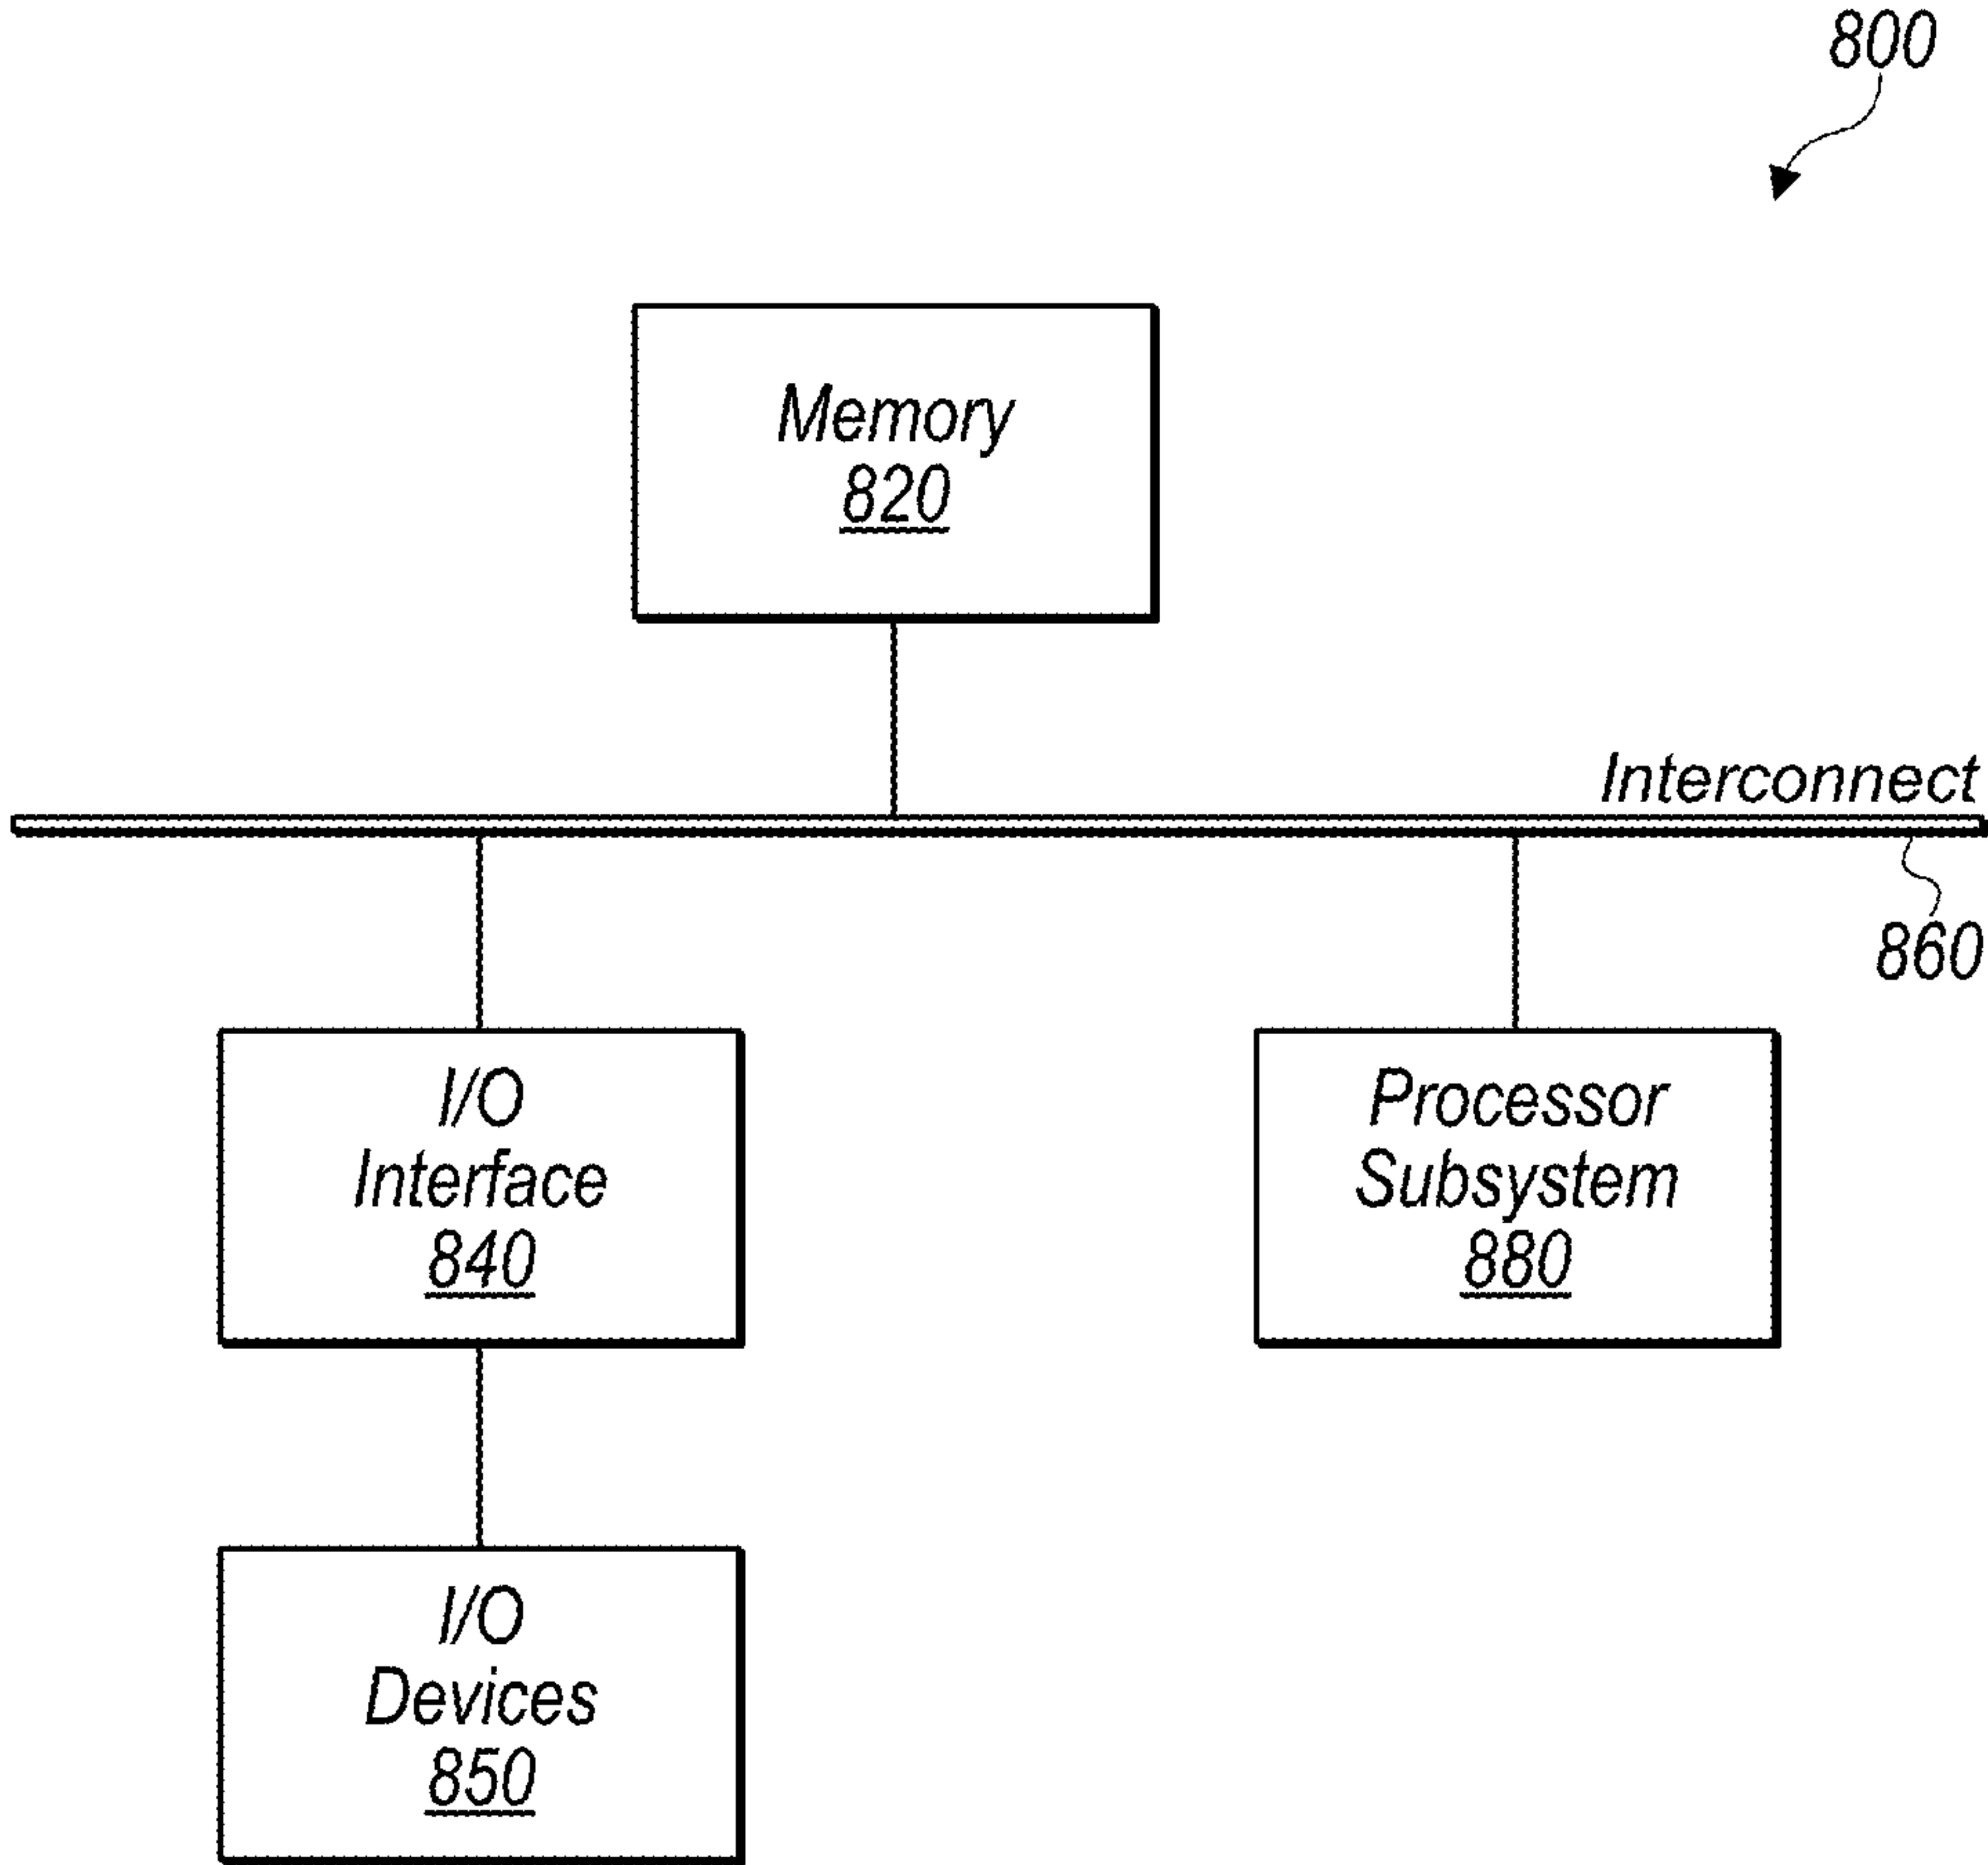 800
Memory
820
Interconnect
860
I/O
Interface
840
Processor
Subsystem
880
I/O
Devices
850